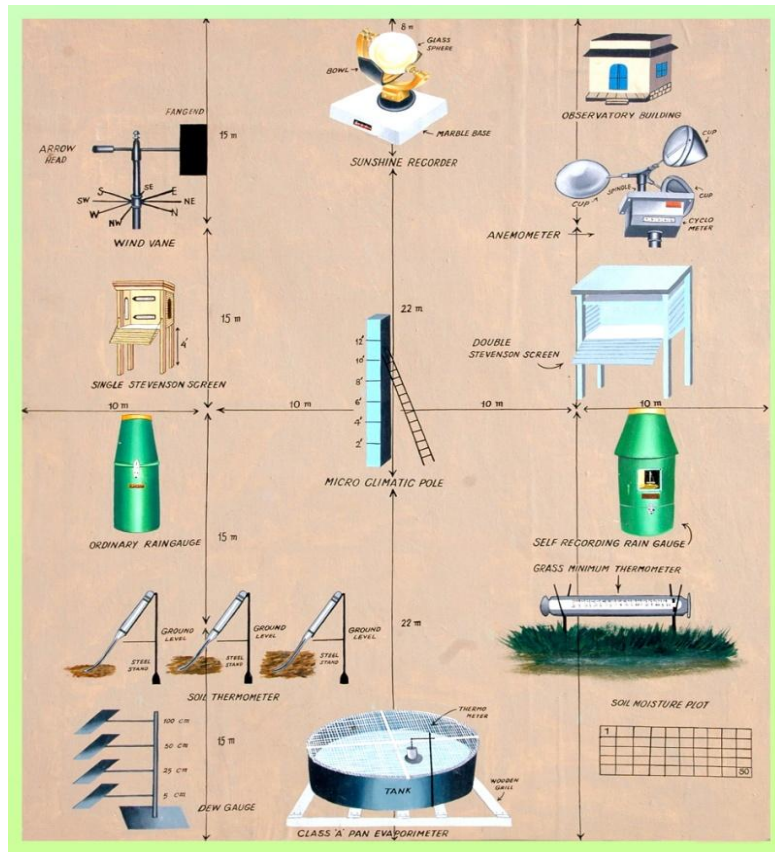 8 m
GLASS
SPHERE
BOWL
MARBLE BASE
SUNSHINE RECORDER
OBSERVATORY BUILDING
FANGEND
ARROW
HEAD
15 m
S
SE
E
SW
NE
W
NW
N
WIND VANE
CUP
CUP
SPINDLE
CUP
CYCLO
METER
ANEMOMETER
15 m
4'
SINGLE STEVENSON SCREEN
22 m
12'
10'
8'
6'
4'
2'
MICRO CLIMATIC POLE
DOUBLE
STEVENSON SCREEN
10 m
10 m
10 m
10 m
ORDINARY RAINGAUGE
15 m
SELF RECORDING RAIN GAUGE
GRASS MINIMUM THERMOMETER
GROUND
LEVEL
STEEL
STAND
GROUND
LEVEL
STEEL
STAND
GROUND
LEVEL
STEEL
STAND
SOIL THERMOMETER
22 m
100 cm
50 cm
25 cm
5 cm
DEW GAUGE
15 m
THERMO
METER
TANK
WOODEN
GRILL
CLASS 'A' PAN EVAPORIMETER
SOIL MOISTURE PLOT
1
50